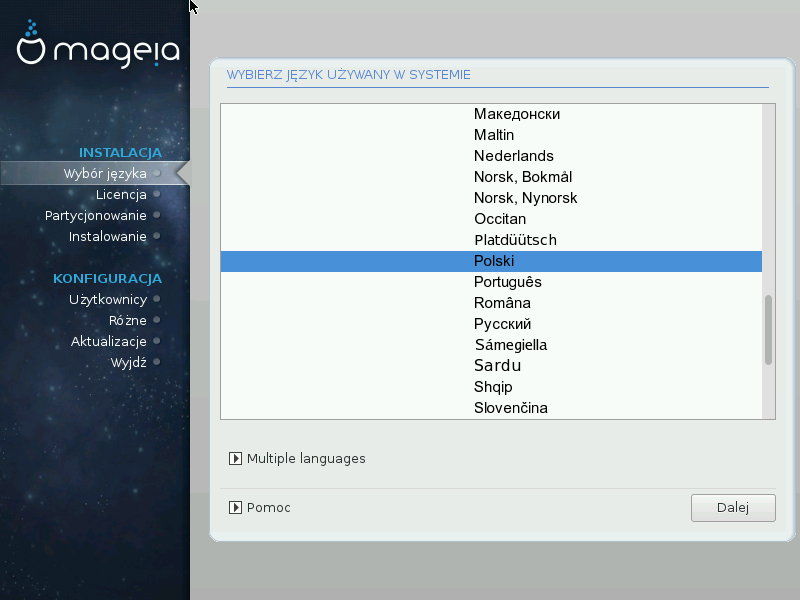 mageia
INSTALACJA
Wybór języka
Licencja
Partycjonowanie
Instalowanie
KONFIGURACJA
Użytkownicy
Różne
Aktualizacje
Wyjdź
WYBIERZ JĘZYK UŻYWANY W SYSTEMIE
Македонски
Maltin
Nederlands
Norsk, Bokmål
Norsk, Nynorsk
Occitan
Platdüütsch
Polski
Português
Româna
Русский
Sámegiella
Sardu
Shqip
Slovenčina
Multiple languages
Pomoc
Dalej